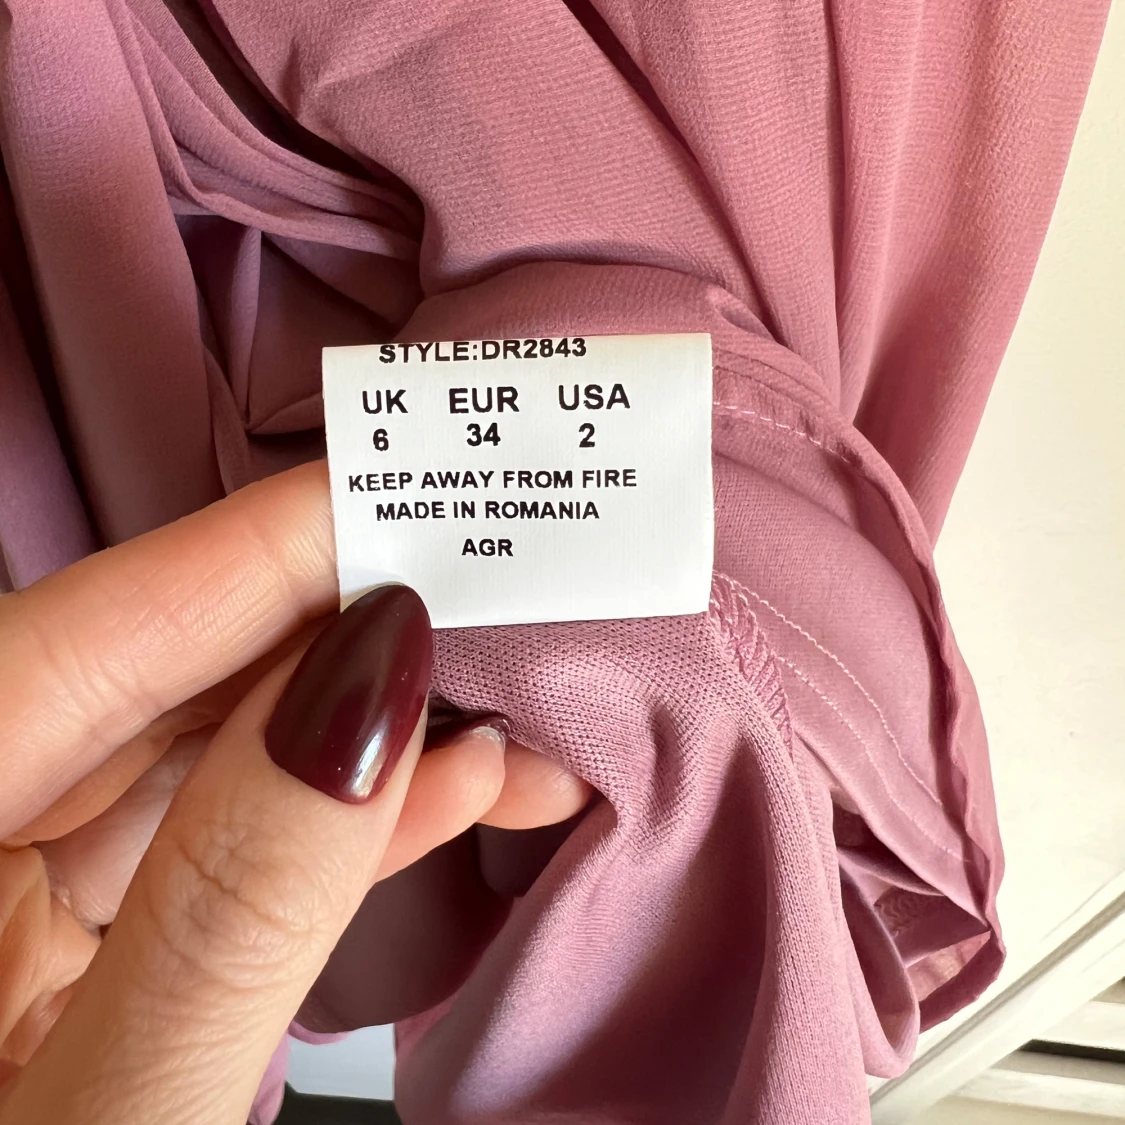 STYLE:DR2843
UK EUR USA
6 34 2
KEEP AWAY FROM FIRE
MADE IN ROMANIA
AGR